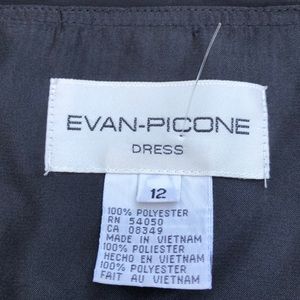 EVAN-PICONE
DRESS
12
100% POLYESTER
RN 54050
CA 08349
MADE IN VIETNAM
100% POLIESTER
HECHO EN VIETNAM
100% POLYESTER
FAIT AU VIETNAM